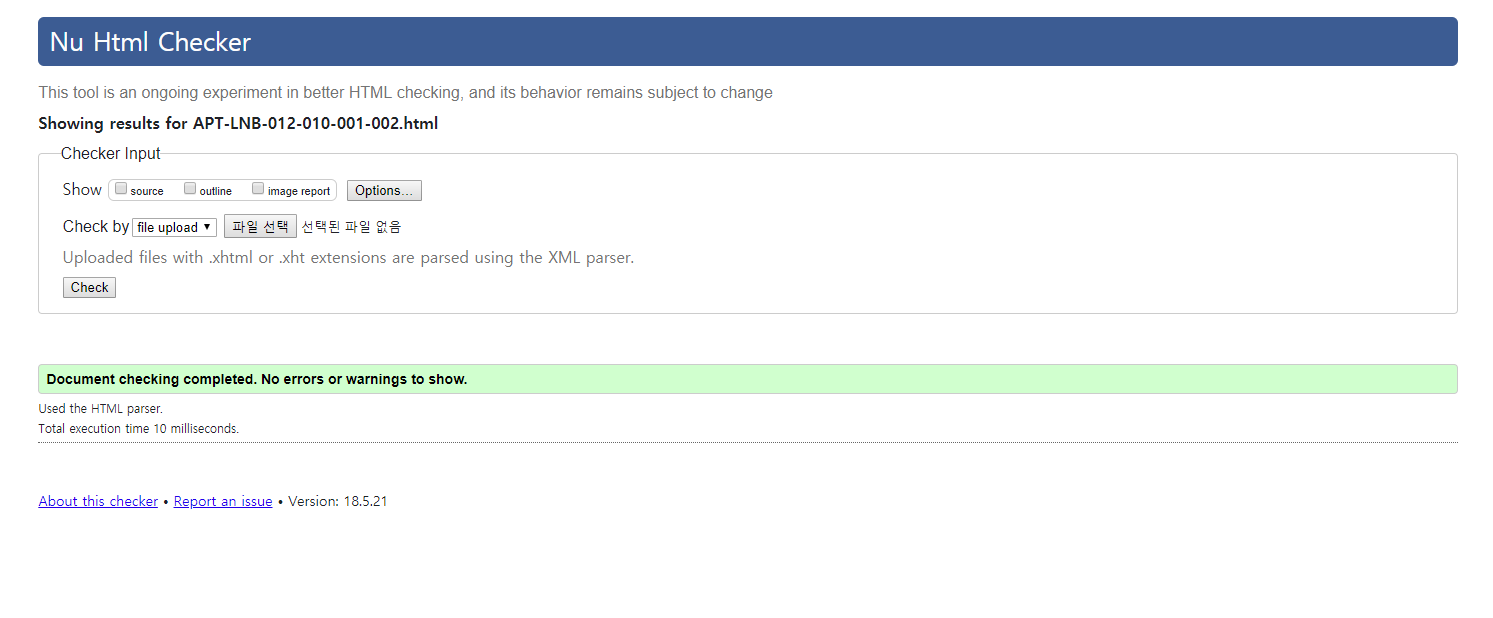 Nu Html Checker
This tool is an ongoing experiment in better HTML checking, and its behavior remains subject to change
Showing results for APT-LNB-012-010-001-002.html
Checker Input
Show source outline image report Options...
Check by file upload ▼ 파일 선택 선택된 파일 없음
Uploaded files with .xhtml or .xht extensions are parsed using the XML parser.
Check
Document checking completed. No errors or warnings to show.
Used the HTML parser.
Total execution time 10 milliseconds.
About this checker • Report an issue • Version: 18.5.21